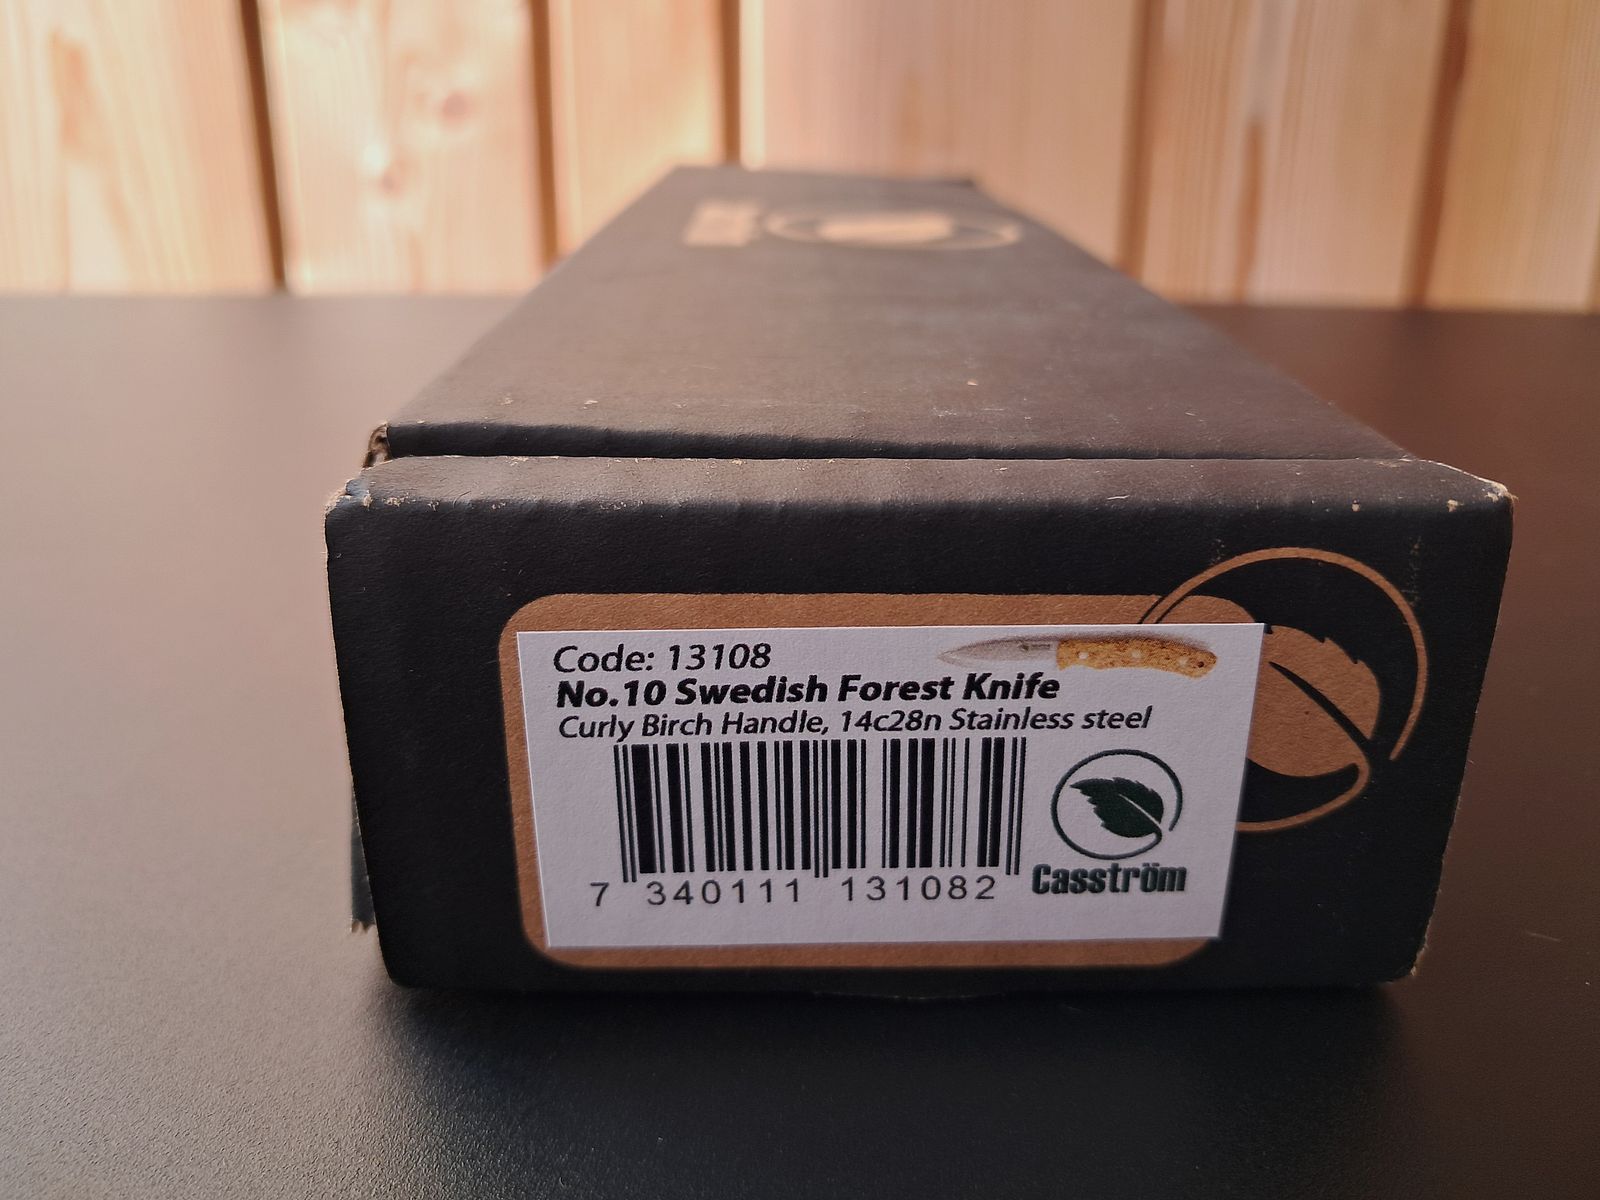 Code: 13108
No.10 Swedish Forest Knife
Curly Birch Handle, 14c28n Stainless steel
7 340111 131082
Casström